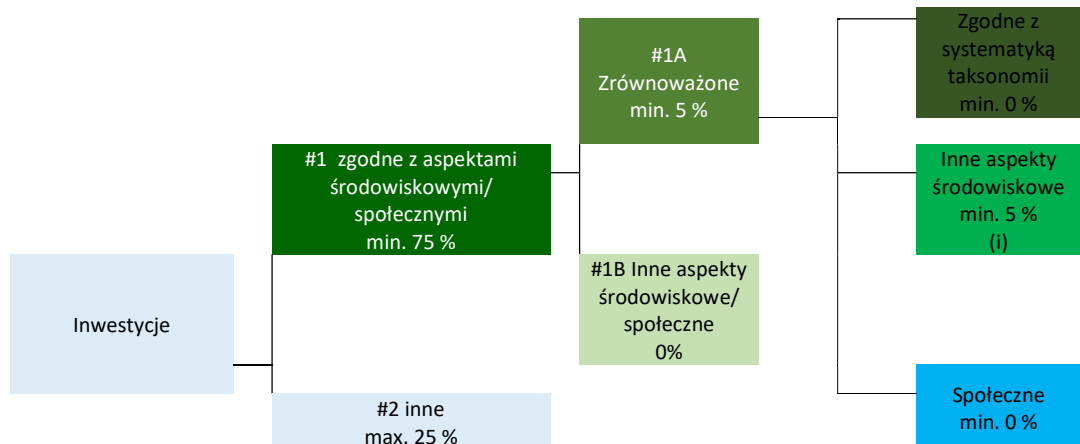 Inwestycje
#1  zgodne z aspektami
środowiskowymi/
społecznymi
min. 75 %
#2 inne
max. 25 %
#1A
Zrównoważone
min. 5 %
#1B Inne aspekty
środowiskowe/
społeczne
0%
Zgodne z
systematyką
taksonomii
min. 0 %
Inne aspekty
środowiskowe
min. 5 %
(i)
Społeczne
min. 0 %